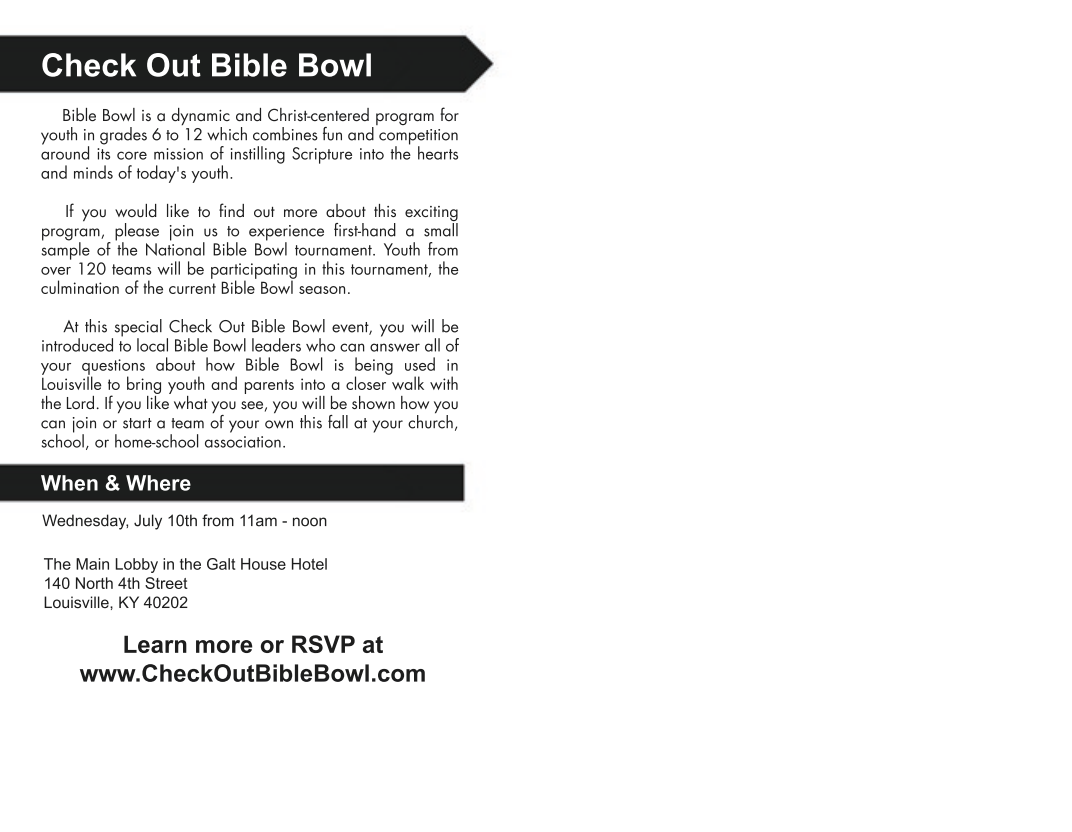 Check Out Bible Bowl
Bible Bowl is a dynamic and Christ-centered program for
youth in grades 6 to 12 which combines fun and competition
around its core mission of instilling Scripture into the hearts
and minds of today's youth.
If you would like to find out more about this exciting
program, please join us to experience first-hand a small
sample of the National Bible Bowl tournament. Youth from
over 120 teams will be participating in this tournament, the
culmination of the current Bible Bowl season.
At this special Check Out Bible Bowl event, you will be
introduced to local Bible Bowl leaders who can answer all of
your questions about how Bible Bowl is being used in
Louisville to bring youth and parents into a closer walk with
the Lord. If you like what you see, you will be shown how you
can join or start a team of your own this fall at your church,
school, or home-school association.
When & Where
Wednesday, July 10th from 11am - noon
The Main Lobby in the Galt House Hotel
140 North 4th Street
Louisville, KY 40202
Learn more or RSVP at
www.CheckOutBibleBowl.com